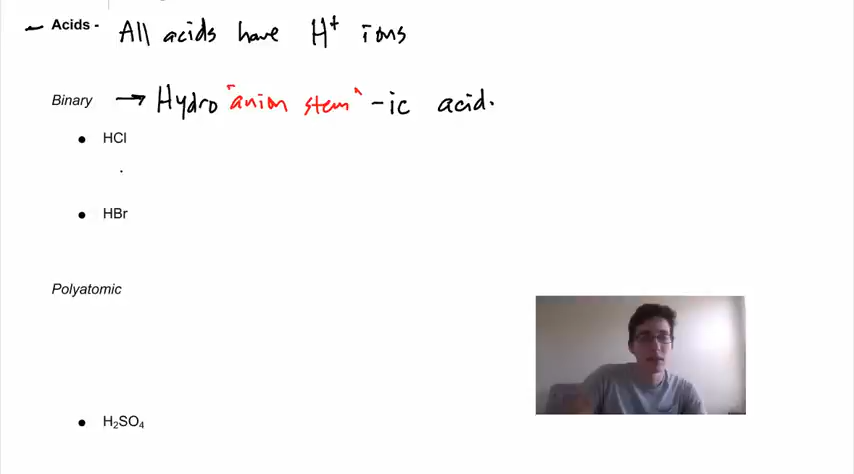 Acids - All acids have H⁺ ions
Binary → Hydro "anion stem" -ic acid.
• HCl
• HBr
Polyatomic
• H₂SO₄